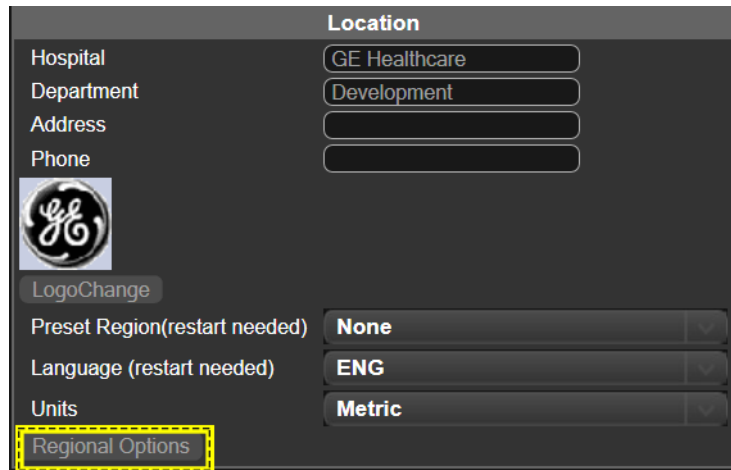 Location
Hospital GE Healthcare
Department Development
Address
Phone
GE
LogoChange
Preset Region(restart needed) None
Language (restart needed) ENG
Units Metric
Regional Options